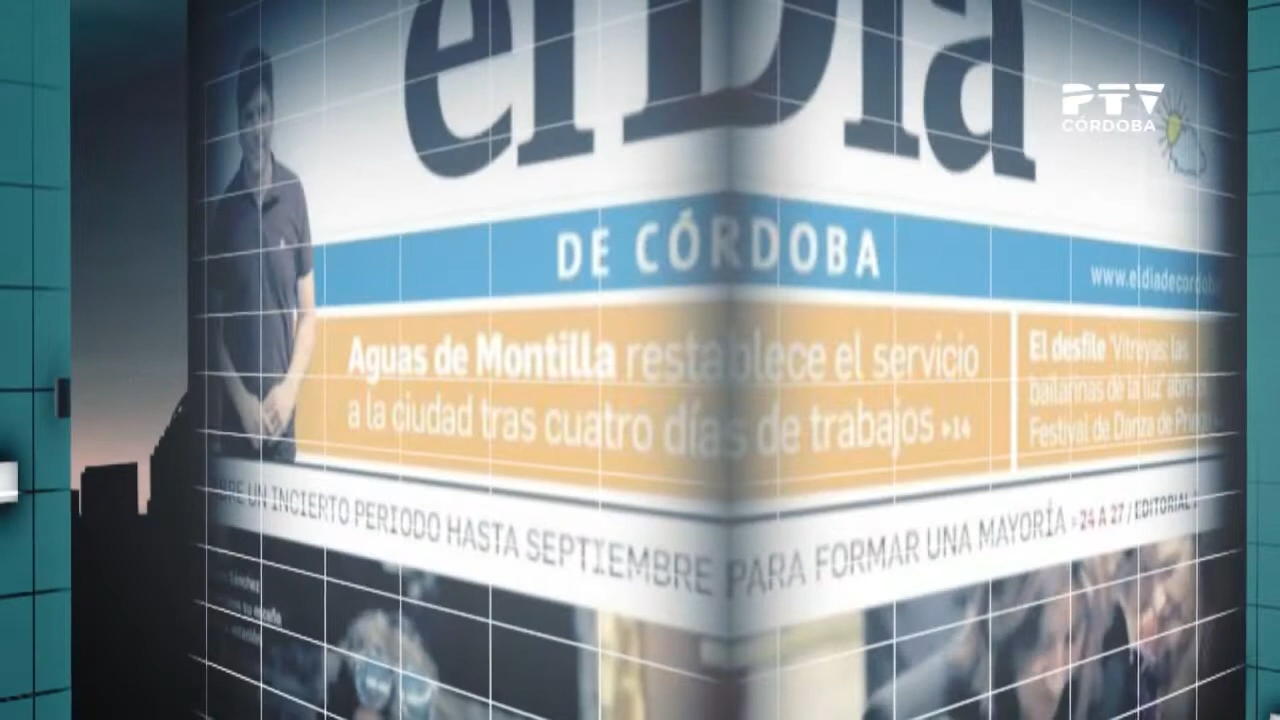 el Día
PTV
CÓRDOBA
DE CÓRDOBA
www.eldiadecordoba
Aguas de Montilla restablece el servicio
a la ciudad tras cuatro días de trabajos ▸14
El desfile 'Vitreyas: las
bailarinas de la luz' abre
Festival de Danza de
UN INCIERTO PERIODO HASTA SEPTIEMBRE PARA FORMAR UNA MAYORÍA ▸24 A 27 / EDITORIAL